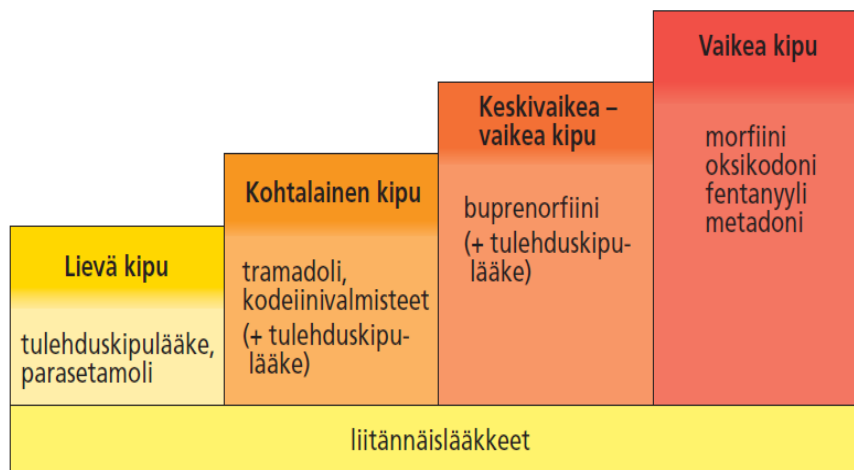 Lievä kipu
tulehduskipulääke,
parasetamoli
Kohtalainen kipu
tramadoli,
kodeiinivalmisteet
(+ tulehduskipu-
lääke)
Keskivaikea –
vaikea kipu
buprenorfiini
(+ tulehduskipu-
lääke)
Vaikea kipu
morfiini
oksikodoni
fentanyyli
metadoni
liitännäislääkkeet